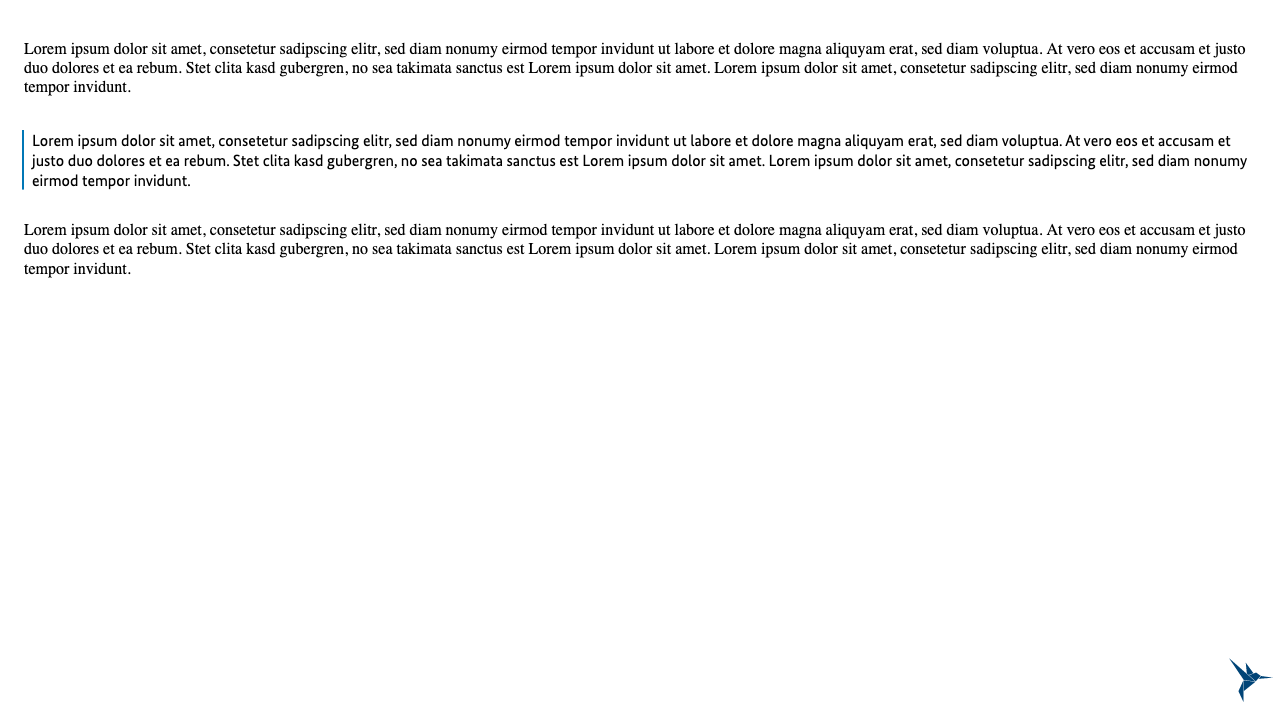 Lorem ipsum dolor sit amet, consetetur sadipscing elitr, sed diam nonumy eirmod tempor invidunt ut labore et dolore magna aliquyam erat, sed diam voluptua. At vero eos et accusam et justo
duo dolores et ea rebum. Stet clita kasd gubergren, no sea takimata sanctus est Lorem ipsum dolor sit amet. Lorem ipsum dolor sit amet, consetetur sadipscing elitr, sed diam nonumy eirmod
tempor invidunt.
Lorem ipsum dolor sit amet, consetetur sadipscing elitr, sed diam nonumy eirmod tempor invidunt ut labore et dolore magna aliquyam erat, sed diam voluptua. At vero eos et accusam et
justo duo dolores et ea rebum. Stet clita kasd gubergren, no sea takimata sanctus est Lorem ipsum dolor sit amet. Lorem ipsum dolor sit amet, consetetur sadipscing elitr, sed diam nonumy
eirmod tempor invidunt.
Lorem ipsum dolor sit amet, consetetur sadipscing elitr, sed diam nonumy eirmod tempor invidunt ut labore et dolore magna aliquyam erat, sed diam voluptua. At vero eos et accusam et justo
duo dolores et ea rebum. Stet clita kasd gubergren, no sea takimata sanctus est Lorem ipsum dolor sit amet. Lorem ipsum dolor sit amet, consetetur sadipscing elitr, sed diam nonumy eirmod
tempor invidunt.